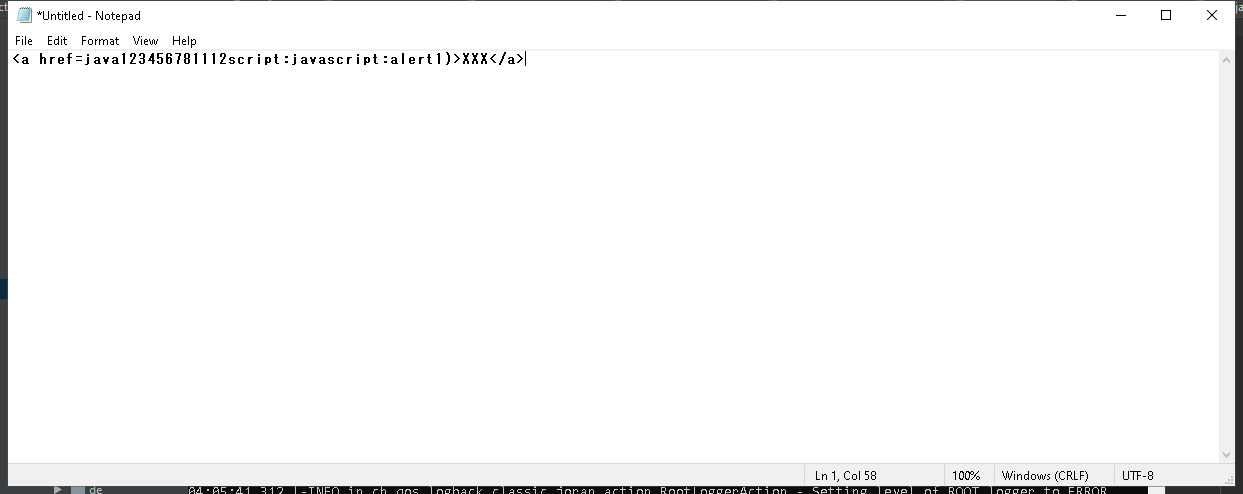 *Untitled - Notepad
File Edit Format View Help
<a href=java123456781112script:javascript:alert1)>XXX</a>
Ln 1, Col 58 100% Windows (CRLF) UTF-8
de 04:05:41,312 |-INFO in ch.qos.logback.classic.joran.action.RootLoggerAction - Setting level of ROOT logger to ERROR